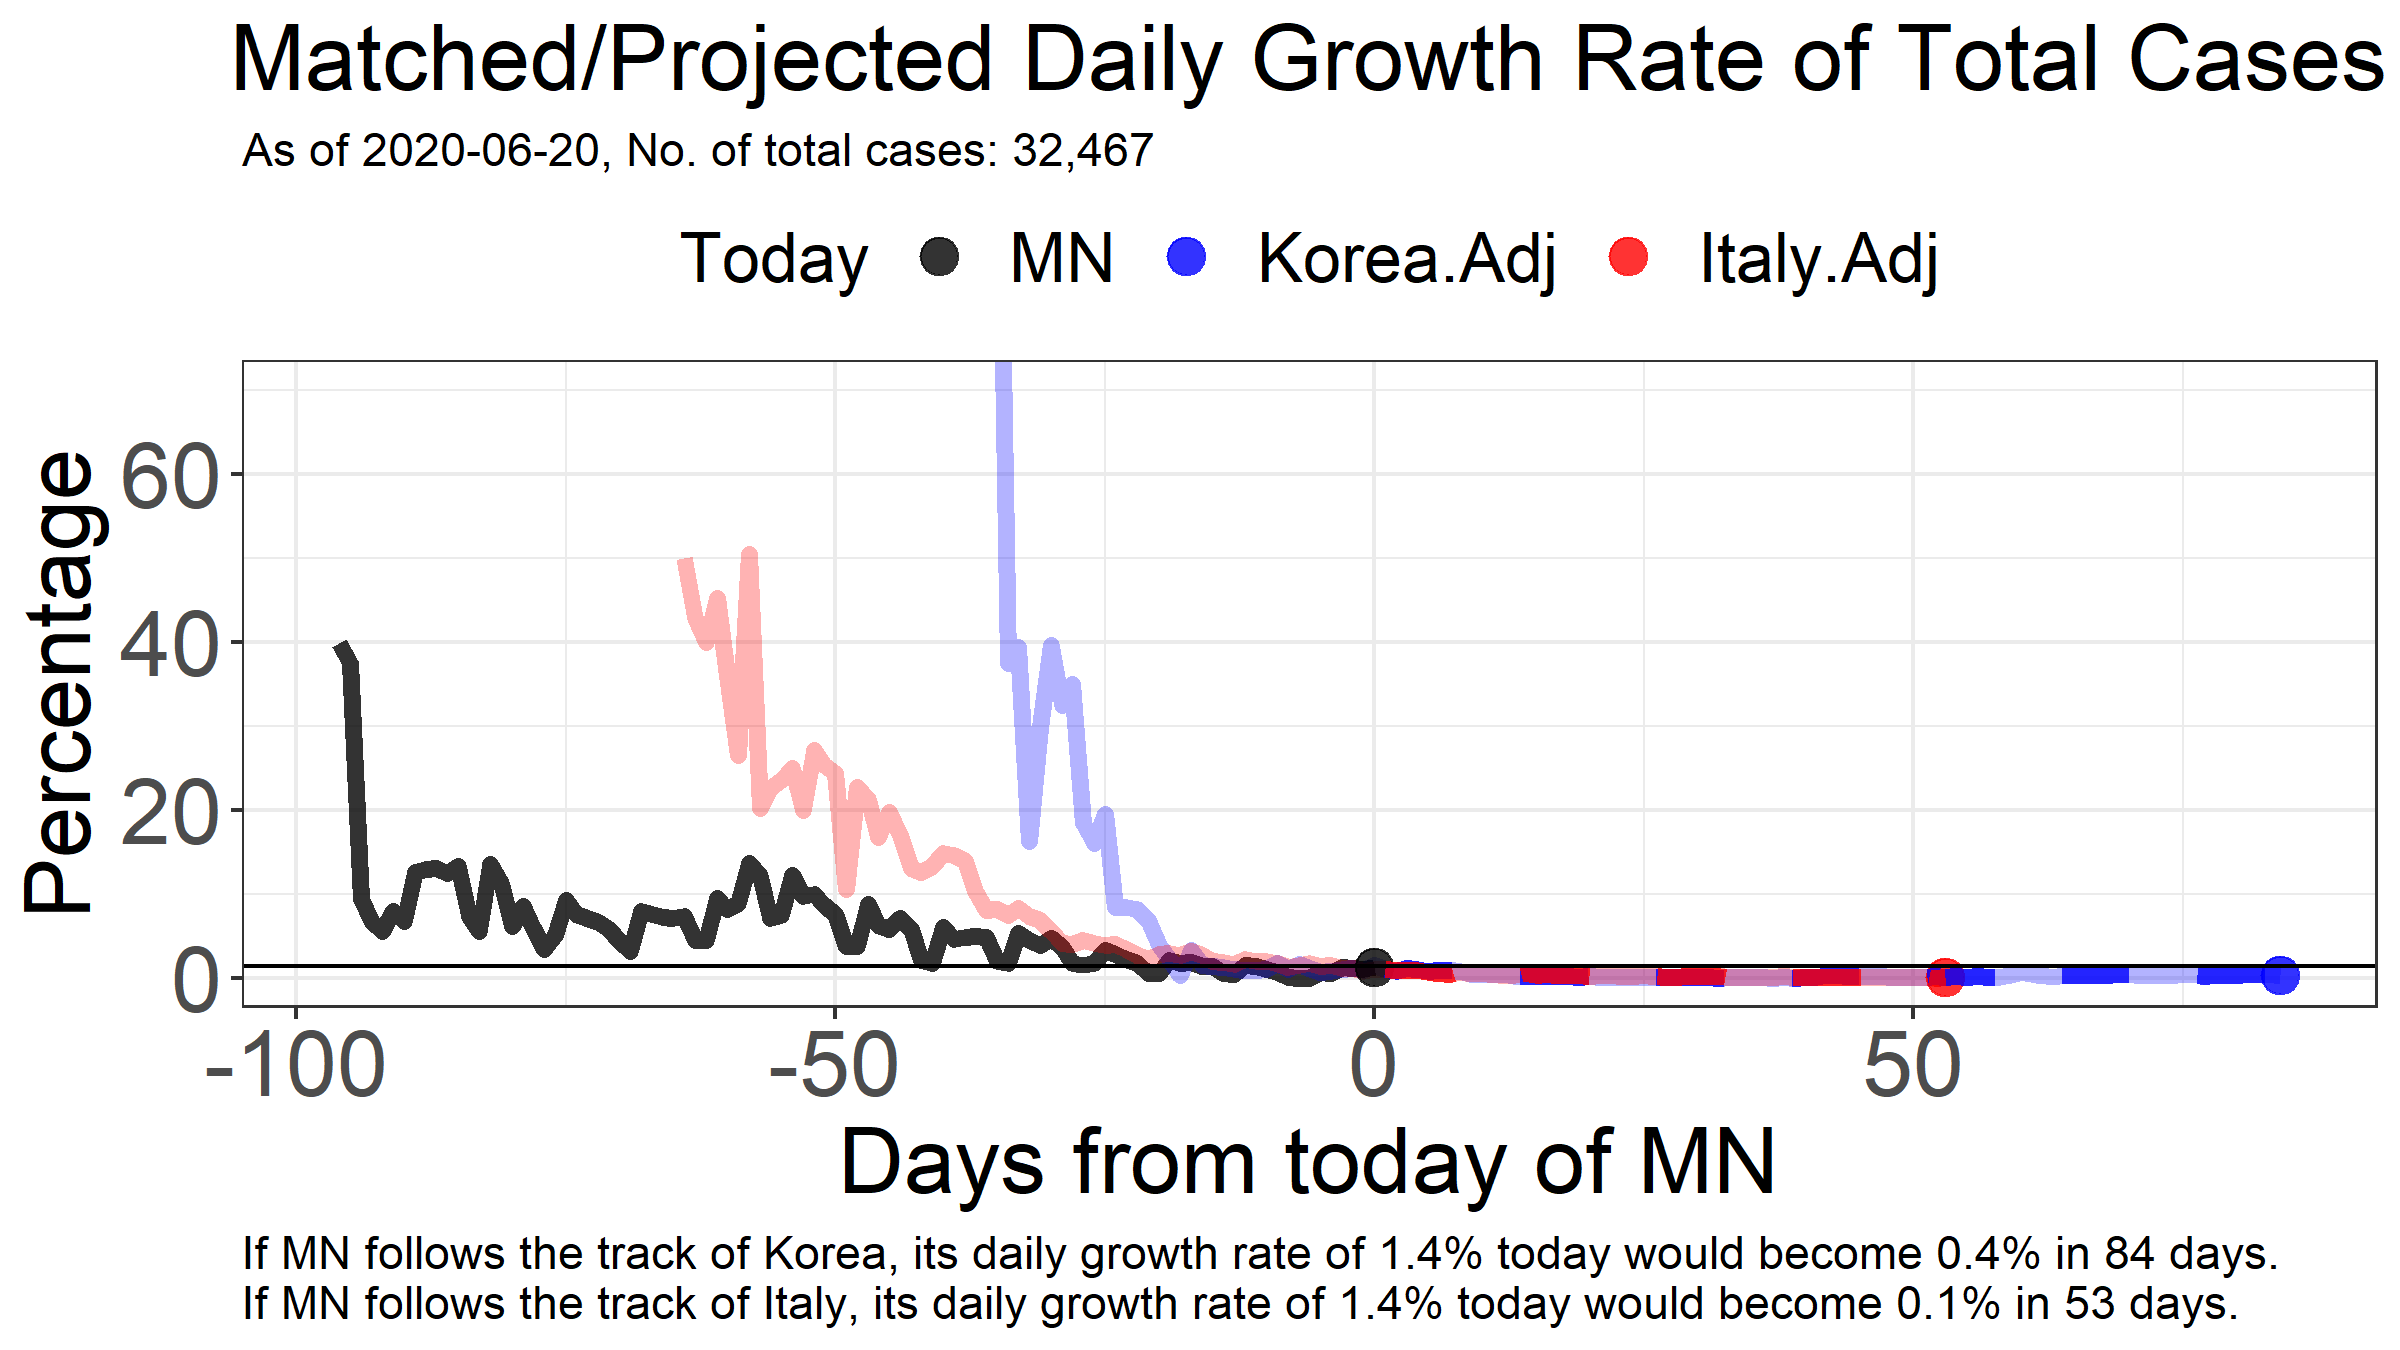 Matched/Projected Daily Growth Rate of Total Cases
As of 2020-06-20, No. of total cases: 32,467
Today MN Korea.Adj Italy.Adj
Percentage
60
40
20
0
-100 -50 0 50
Days from today of MN
If MN follows the track of Korea, its daily growth rate of 1.4% today would become 0.4% in 84 days.
If MN follows the track of Italy, its daily growth rate of 1.4% today would become 0.1% in 53 days.